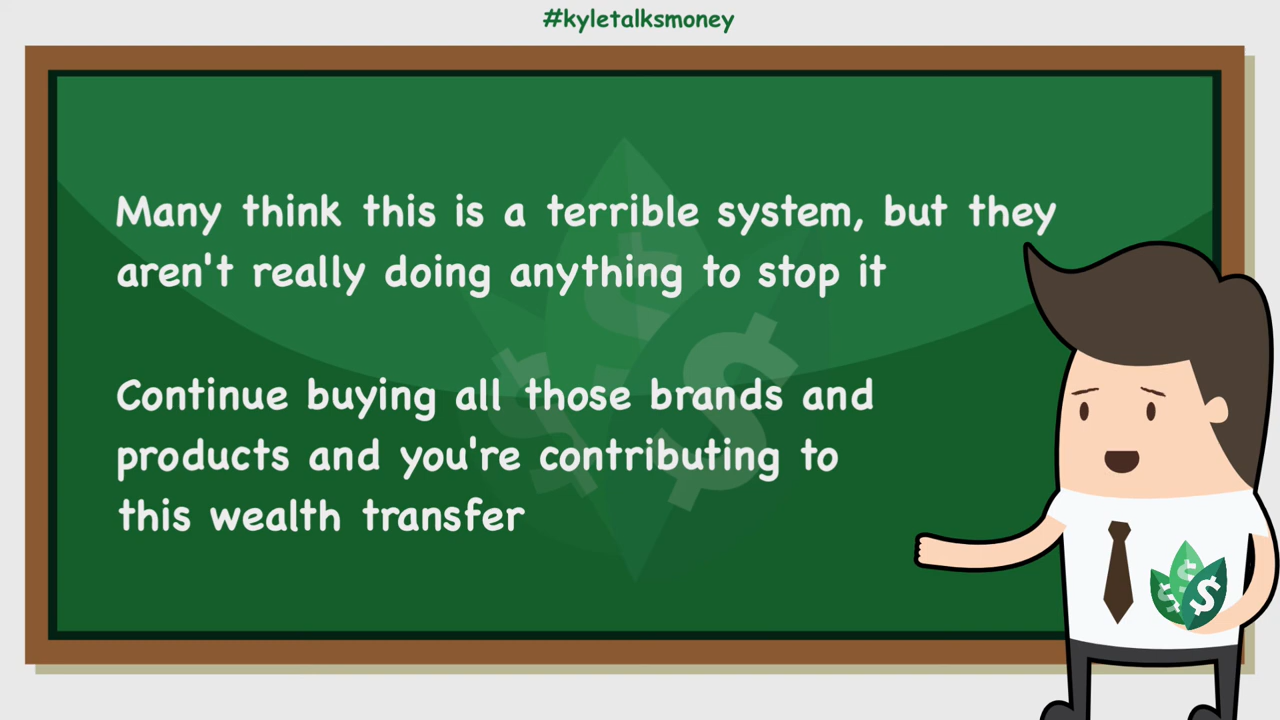 #kyletalksmoney
Many think this is a terrible system, but they
aren't really doing anything to stop it
Continue buying all those brands and
products and you're contributing to
this wealth transfer